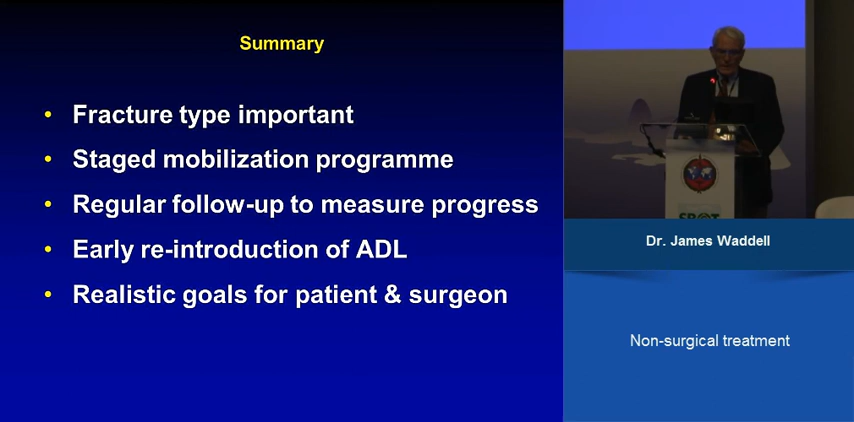 Summary
• Fracture type important
• Staged mobilization programme
• Regular follow-up to measure progress
• Early re-introduction of ADL
• Realistic goals for patient & surgeon
Dr. James Waddell
Non-surgical treatment